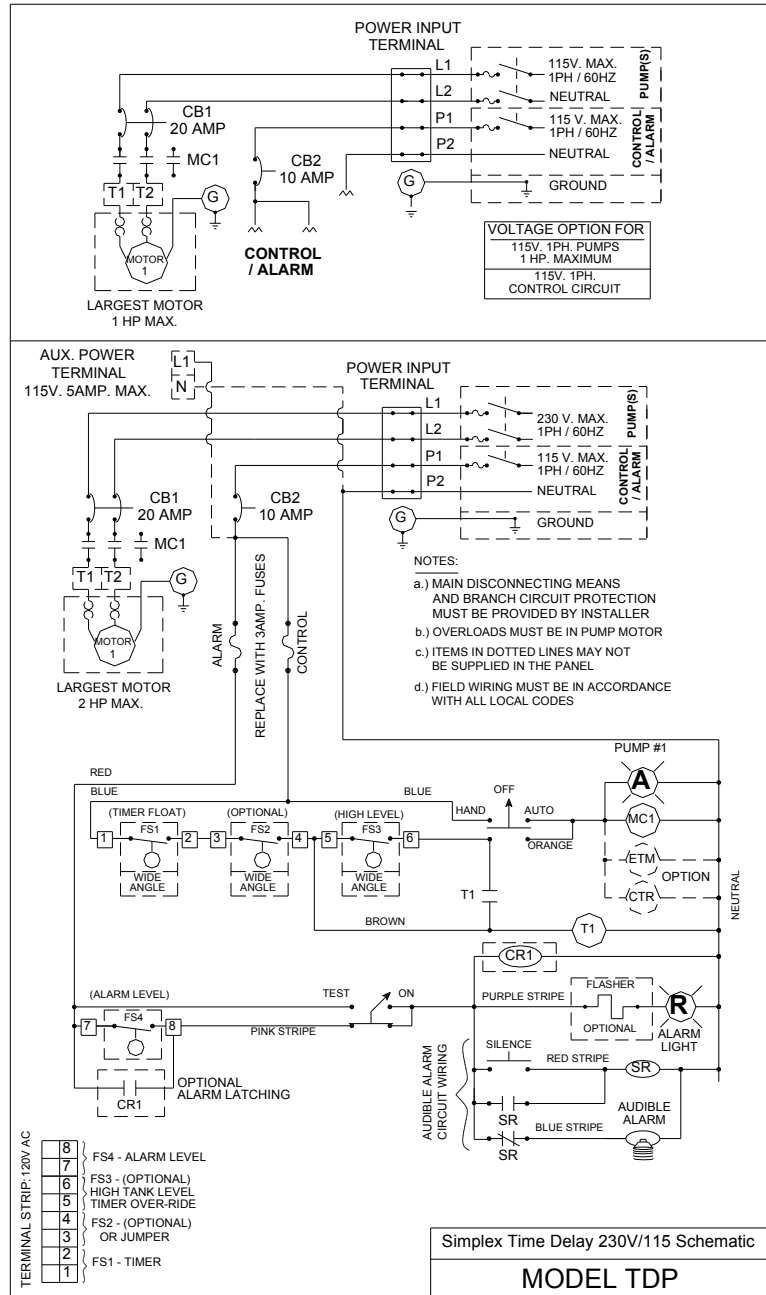 POWER INPUT
TERMINAL
L1
L2
P1
P2
115V. MAX.
1PH / 60HZ
NEUTRAL
PUMP(S)
115 V. MAX.
1PH / 60HZ
NEUTRAL
CONTROL
/ ALARM
GROUND
G
CB1
20 AMP
MC1
T1
T2
G
MOTOR
1
LARGEST MOTOR
1 HP MAX.
CB2
10 AMP
CONTROL
/ ALARM
VOLTAGE OPTION FOR
115V. 1PH. PUMPS
1 HP. MAXIMUM
115V. 1PH.
CONTROL CIRCUIT
AUX. POWER
TERMINAL
115V. 5AMP. MAX.
L1
N
POWER INPUT
TERMINAL
L1
L2
P1
P2
230 V. MAX.
1PH / 60HZ
PUMP(S)
115 V. MAX.
1PH / 60HZ
NEUTRAL
CONTROL
/ ALARM
GROUND
G
CB1
20 AMP
MC1
T1
T2
G
MOTOR
1
LARGEST MOTOR
2 HP MAX.
CB2
10 AMP
ALARM
REPLACE WITH 3AMP. FUSES
CONTROL
NOTES:
a.) MAIN DISCONNECTING MEANS
AND BRANCH CIRCUIT PROTECTION
MUST BE PROVIDED BY INSTALLER
b.) OVERLOADS MUST BE IN PUMP MOTOR
c.) ITEMS IN DOTTED LINES MAY NOT
BE SUPPLIED IN THE PANEL
d.) FIELD WIRING MUST BE IN ACCORDANCE
WITH ALL LOCAL CODES
RED
BLUE
BLUE
(TIMER FLOAT)
(OPTIONAL)
(HIGH LEVEL)
1
FS1
2
3
FS2
4
5
FS3
6
WIDE
ANGLE
WIDE
ANGLE
WIDE
ANGLE
HAND
OFF
AUTO
ORANGE
PUMP #1
A
MC1
ETM
OPTION
CTR
NEUTRAL
T1
BROWN
T1
CR1
(ALARM LEVEL)
7
FS4
8
PINK STRIPE
TEST
ON
PURPLE STRIPE
FLASHER
OPTIONAL
R
ALARM
LIGHT
CR1
OPTIONAL
ALARM LATCHING
AUDIBLE ALARM
CIRCUIT WIRING
SILENCE
RED STRIPE
SR
SR
BLUE STRIPE
SR
AUDIBLE
ALARM
TERMINAL STRIP: 120V AC
8
7
6
5
4
3
2
1
FS4 - ALARM LEVEL
FS3 - (OPTIONAL)
HIGH TANK LEVEL
TIMER OVER-RIDE
FS2 - (OPTIONAL)
OR JUMPER
FS1 - TIMER
Simplex Time Delay 230V/115 Schematic
MODEL TDP